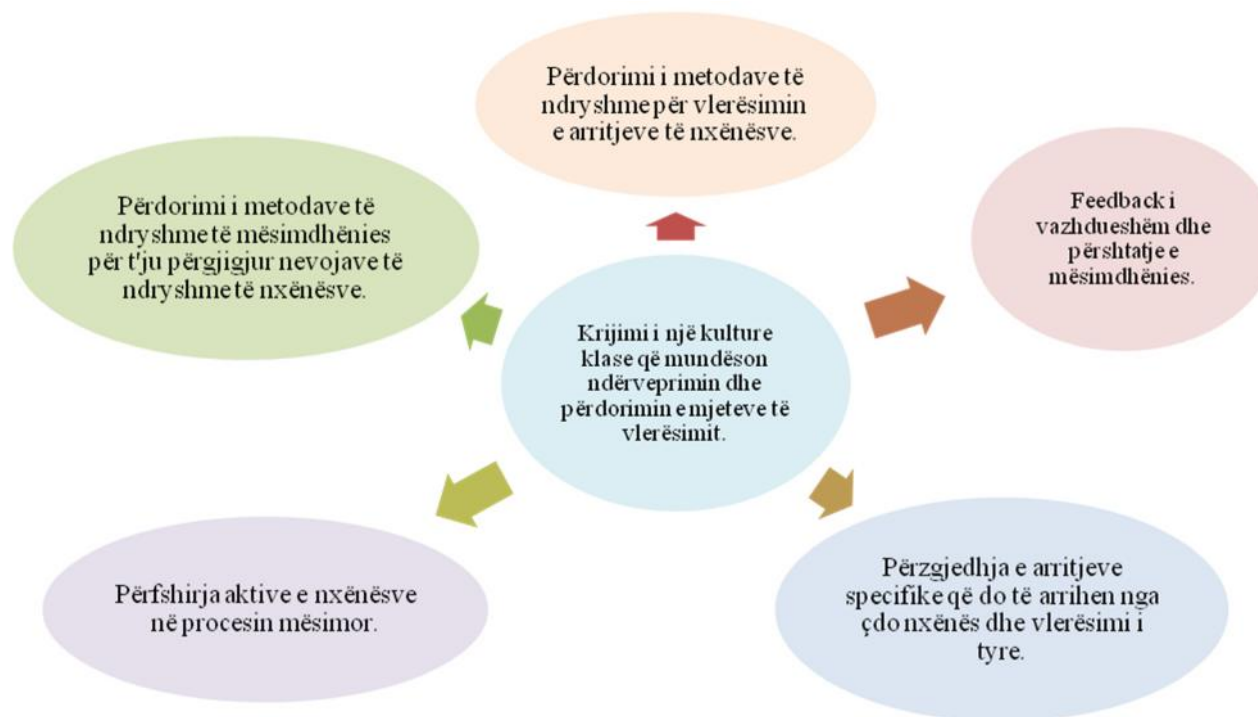 Përdorimi i metodave të
ndryshme për vlerësimin
e arritjeve të nxënësve.
Përdorimi i metodave të
ndryshme të mësimdhënies
për t'ju përgjigjur nevojave të
ndryshme të nxënësve.
Feedback i
vazhdueshëm dhe
përshtatje e
mësimdhënies.
Krijimi i një kulture
klase që mundëson
ndërveprimin dhe
përdorimin e mjeteve të
vlerësimit.
Përfshirja aktive e nxënësve
në procesin mësimor.
Përzgjedhja e arritjeve
specifike që do të arrihen nga
çdo nxënës dhe vlerësimi i
tyre.